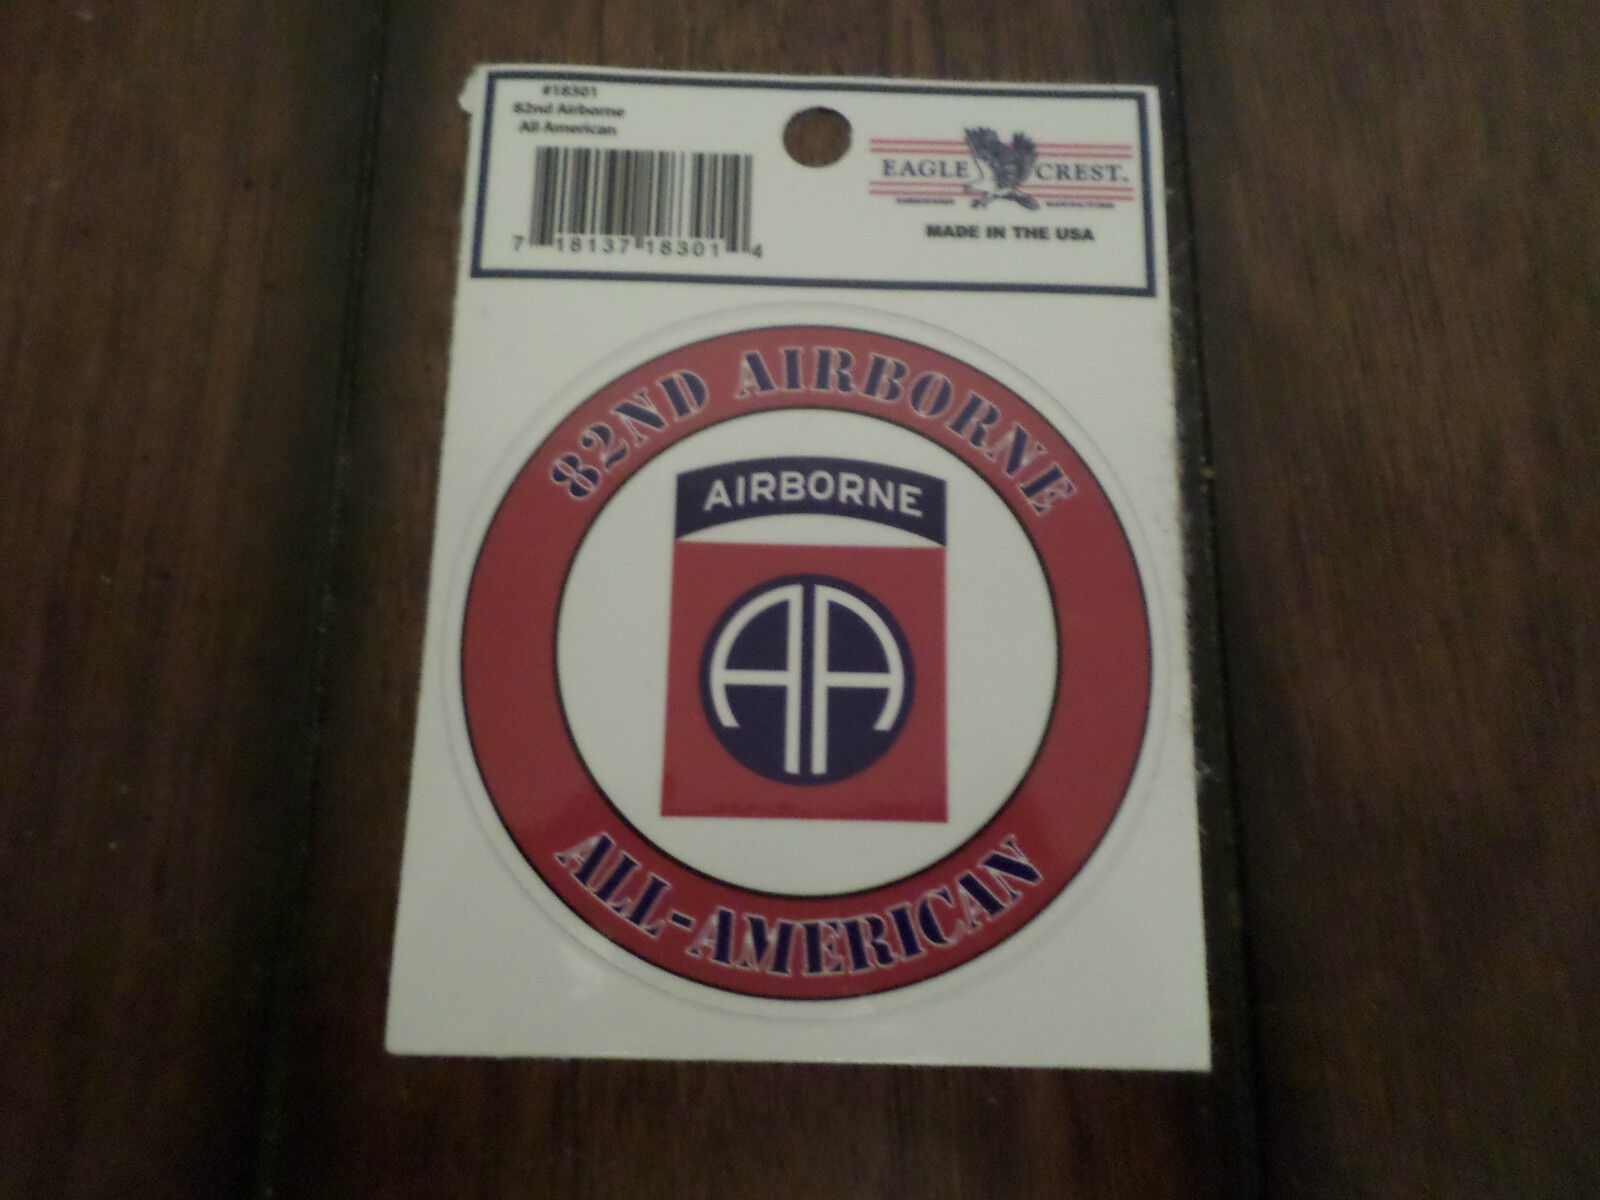 #18301
82nd Airborne
All American
7 18137 18301 4
EAGLE CREST™
MADE IN THE USA
82ND AIRBORNE
AIRBORNE
AA
ALL-AMERICAN